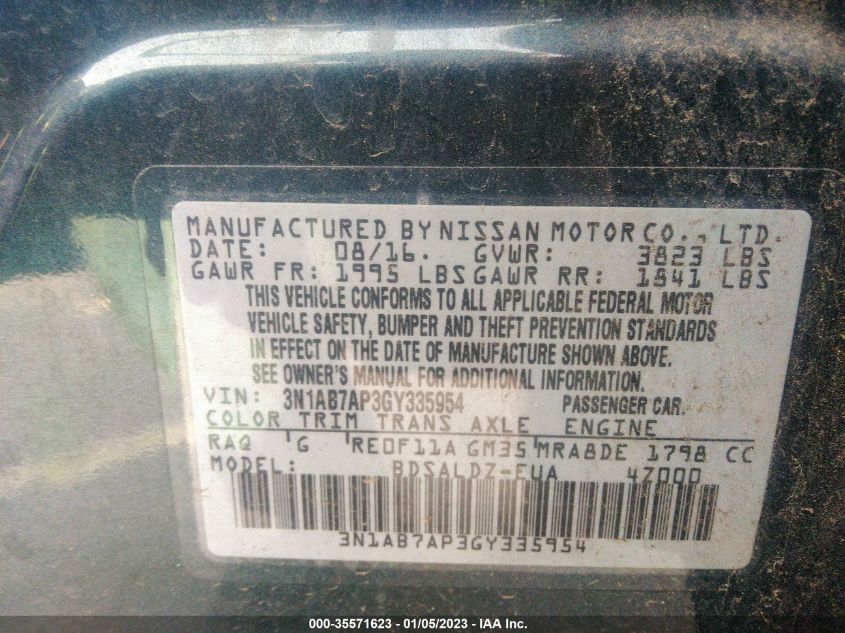 MANUFACTURED BY NISSAN MOTOR CO., LTD.
DATE: 08/16. GVWR: 3823 LBS
GAWR FR: 1995 LBS GAWR RR: 1841 LBS
THIS VEHICLE CONFORMS TO ALL APPLICABLE FEDERAL MOTOR
VEHICLE SAFETY, BUMPER AND THEFT PREVENTION STANDARDS
IN EFFECT ON THE DATE OF MANUFACTURE SHOWN ABOVE.
SEE OWNER'S MANUAL FOR ADDITIONAL INFORMATION.
VIN: 3N1AB7AP3GY335954 PASSENGER CAR.
COLOR TRIM TRANS AXLE ENGINE
RAQ G RE0F11A GM35 MRA8DE 1798 CC
MODEL: BDSALDZ-EUA 4Z000
3N1AB7AP3GY335954
000-35571623 - 01/05/2023 - IAA Inc.